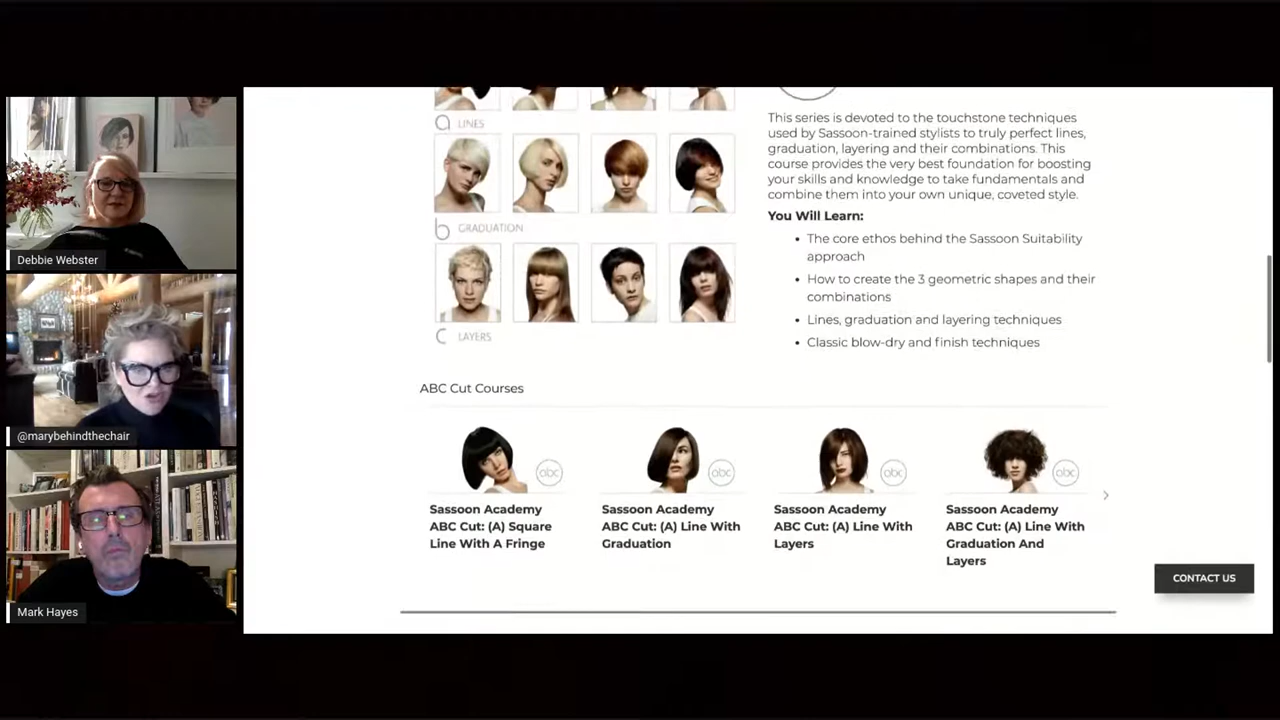 Debbie Webster
@marybehindthechair
Mark Hayes
a LINES
b GRADUATION
c LAYERS
This series is devoted to the touchstone techniques
used by Sassoon-trained stylists to truly perfect lines,
graduation, layering and their combinations. This
course provides the very best foundation for boosting
your skills and knowledge to take fundamentals and
combine them into your own unique, coveted style.
You Will Learn:
• The core ethos behind the Sassoon Suitability
approach
• How to create the 3 geometric shapes and their
combinations
• Lines, graduation and layering techniques
• Classic blow-dry and finish techniques
ABC Cut Courses
abc
abc
abc
abc
Sassoon Academy
ABC Cut: (A) Square
Line With A Fringe
Sassoon Academy
ABC Cut: (A) Line With
Graduation
Sassoon Academy
ABC Cut: (A) Line With
Layers
Sassoon Academy
ABC Cut: (A) Line With
Graduation And
Layers
CONTACT US